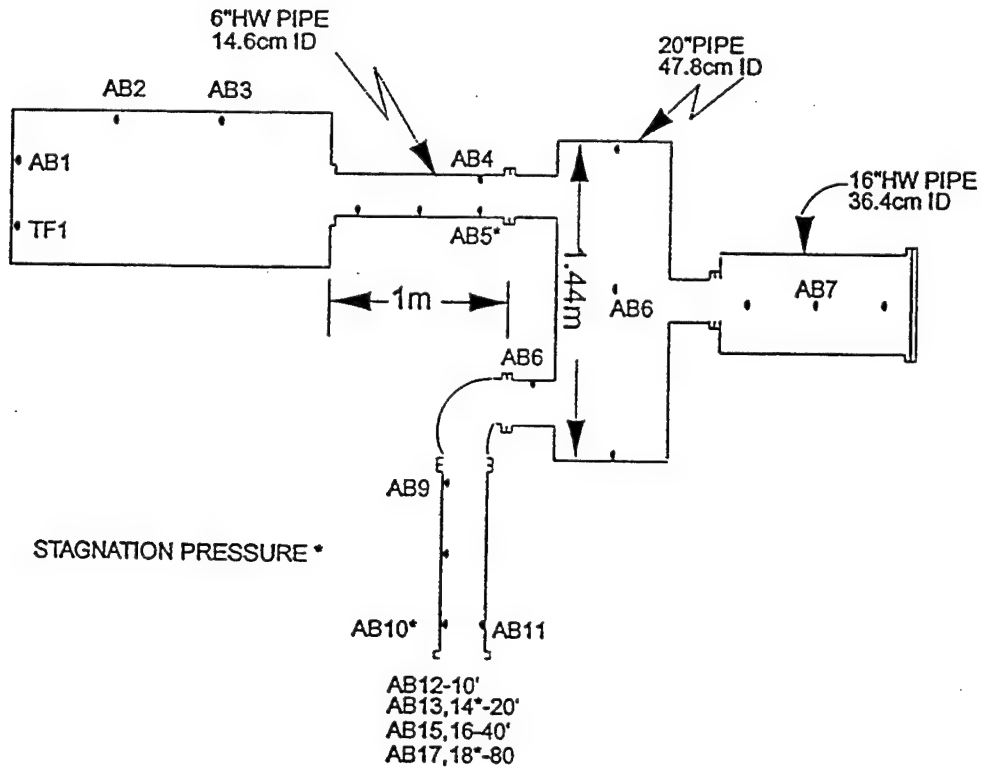 6"HW PIPE
14.6cm ID
20"PIPE
47.8cm ID
AB2
AB3
AB1
AB4
16"HW PIPE
36.4cm ID
TF1
AB5*
1m
1.44m
AB6
AB7
AB6
AB9
STAGNATION PRESSURE *
AB10*
AB11
AB12-10'
AB13,14*-20'
AB15,16-40'
AB17,18*-80